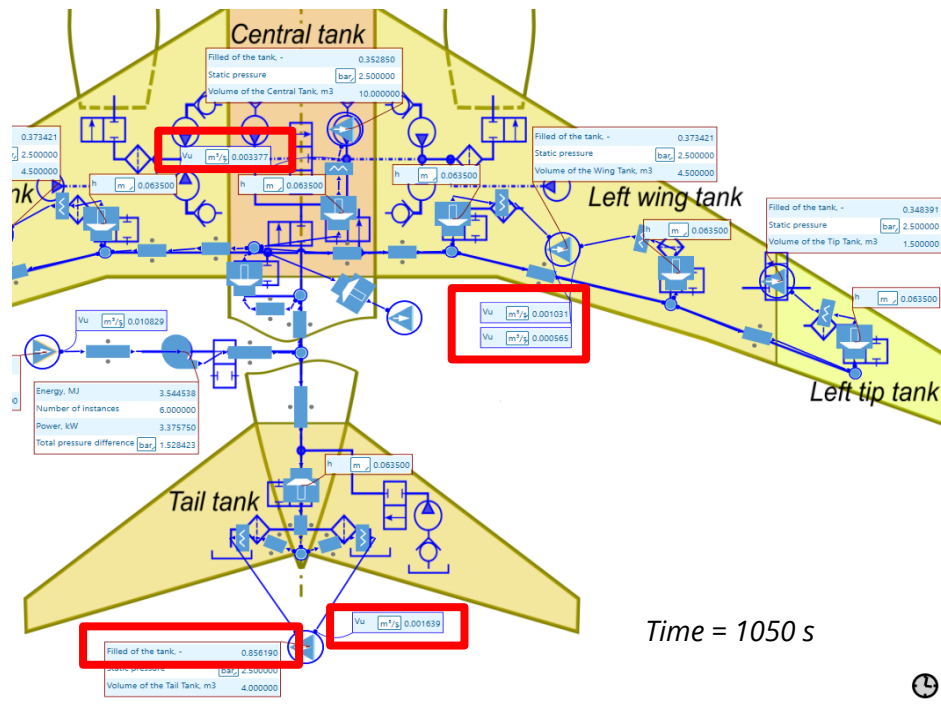 Central tank
Filled of the tank, - 0.352850
Static pressure bar 2.500000
Volume of the Central Tank, m3 10.000000
0.373421
2.500000
4.500000
nk
Vu m³/s 0.003377
h m 0.063500
h m 0.063500
h m 0.063500
Filled of the tank, - 0.373421
Static pressure bar 2.500000
Volume of the Wing Tank, m3 4.500000
Left wing tank
h m 0.063500
Filled of the tank, - 0.348391
Static pressure bar 2.500000
Volume of the Tip Tank, m3 1.500000
h m 0.063500
Vu m³/s 0.001031
Vu m³/s 0.000565
Vu m³/s 0.010829
Left tip tank
Energy, MJ 3.544538
Number of instances 6.000000
Power, kW 3.375750
Total pressure difference bar 1.528423
h m 0.063500
Tail tank
Vu m³/s 0.001639
Time = 1050 s
Filled of the tank, - 0.856190
Static pressure bar 2.500000
Volume of the Tail Tank, m3 4.000000